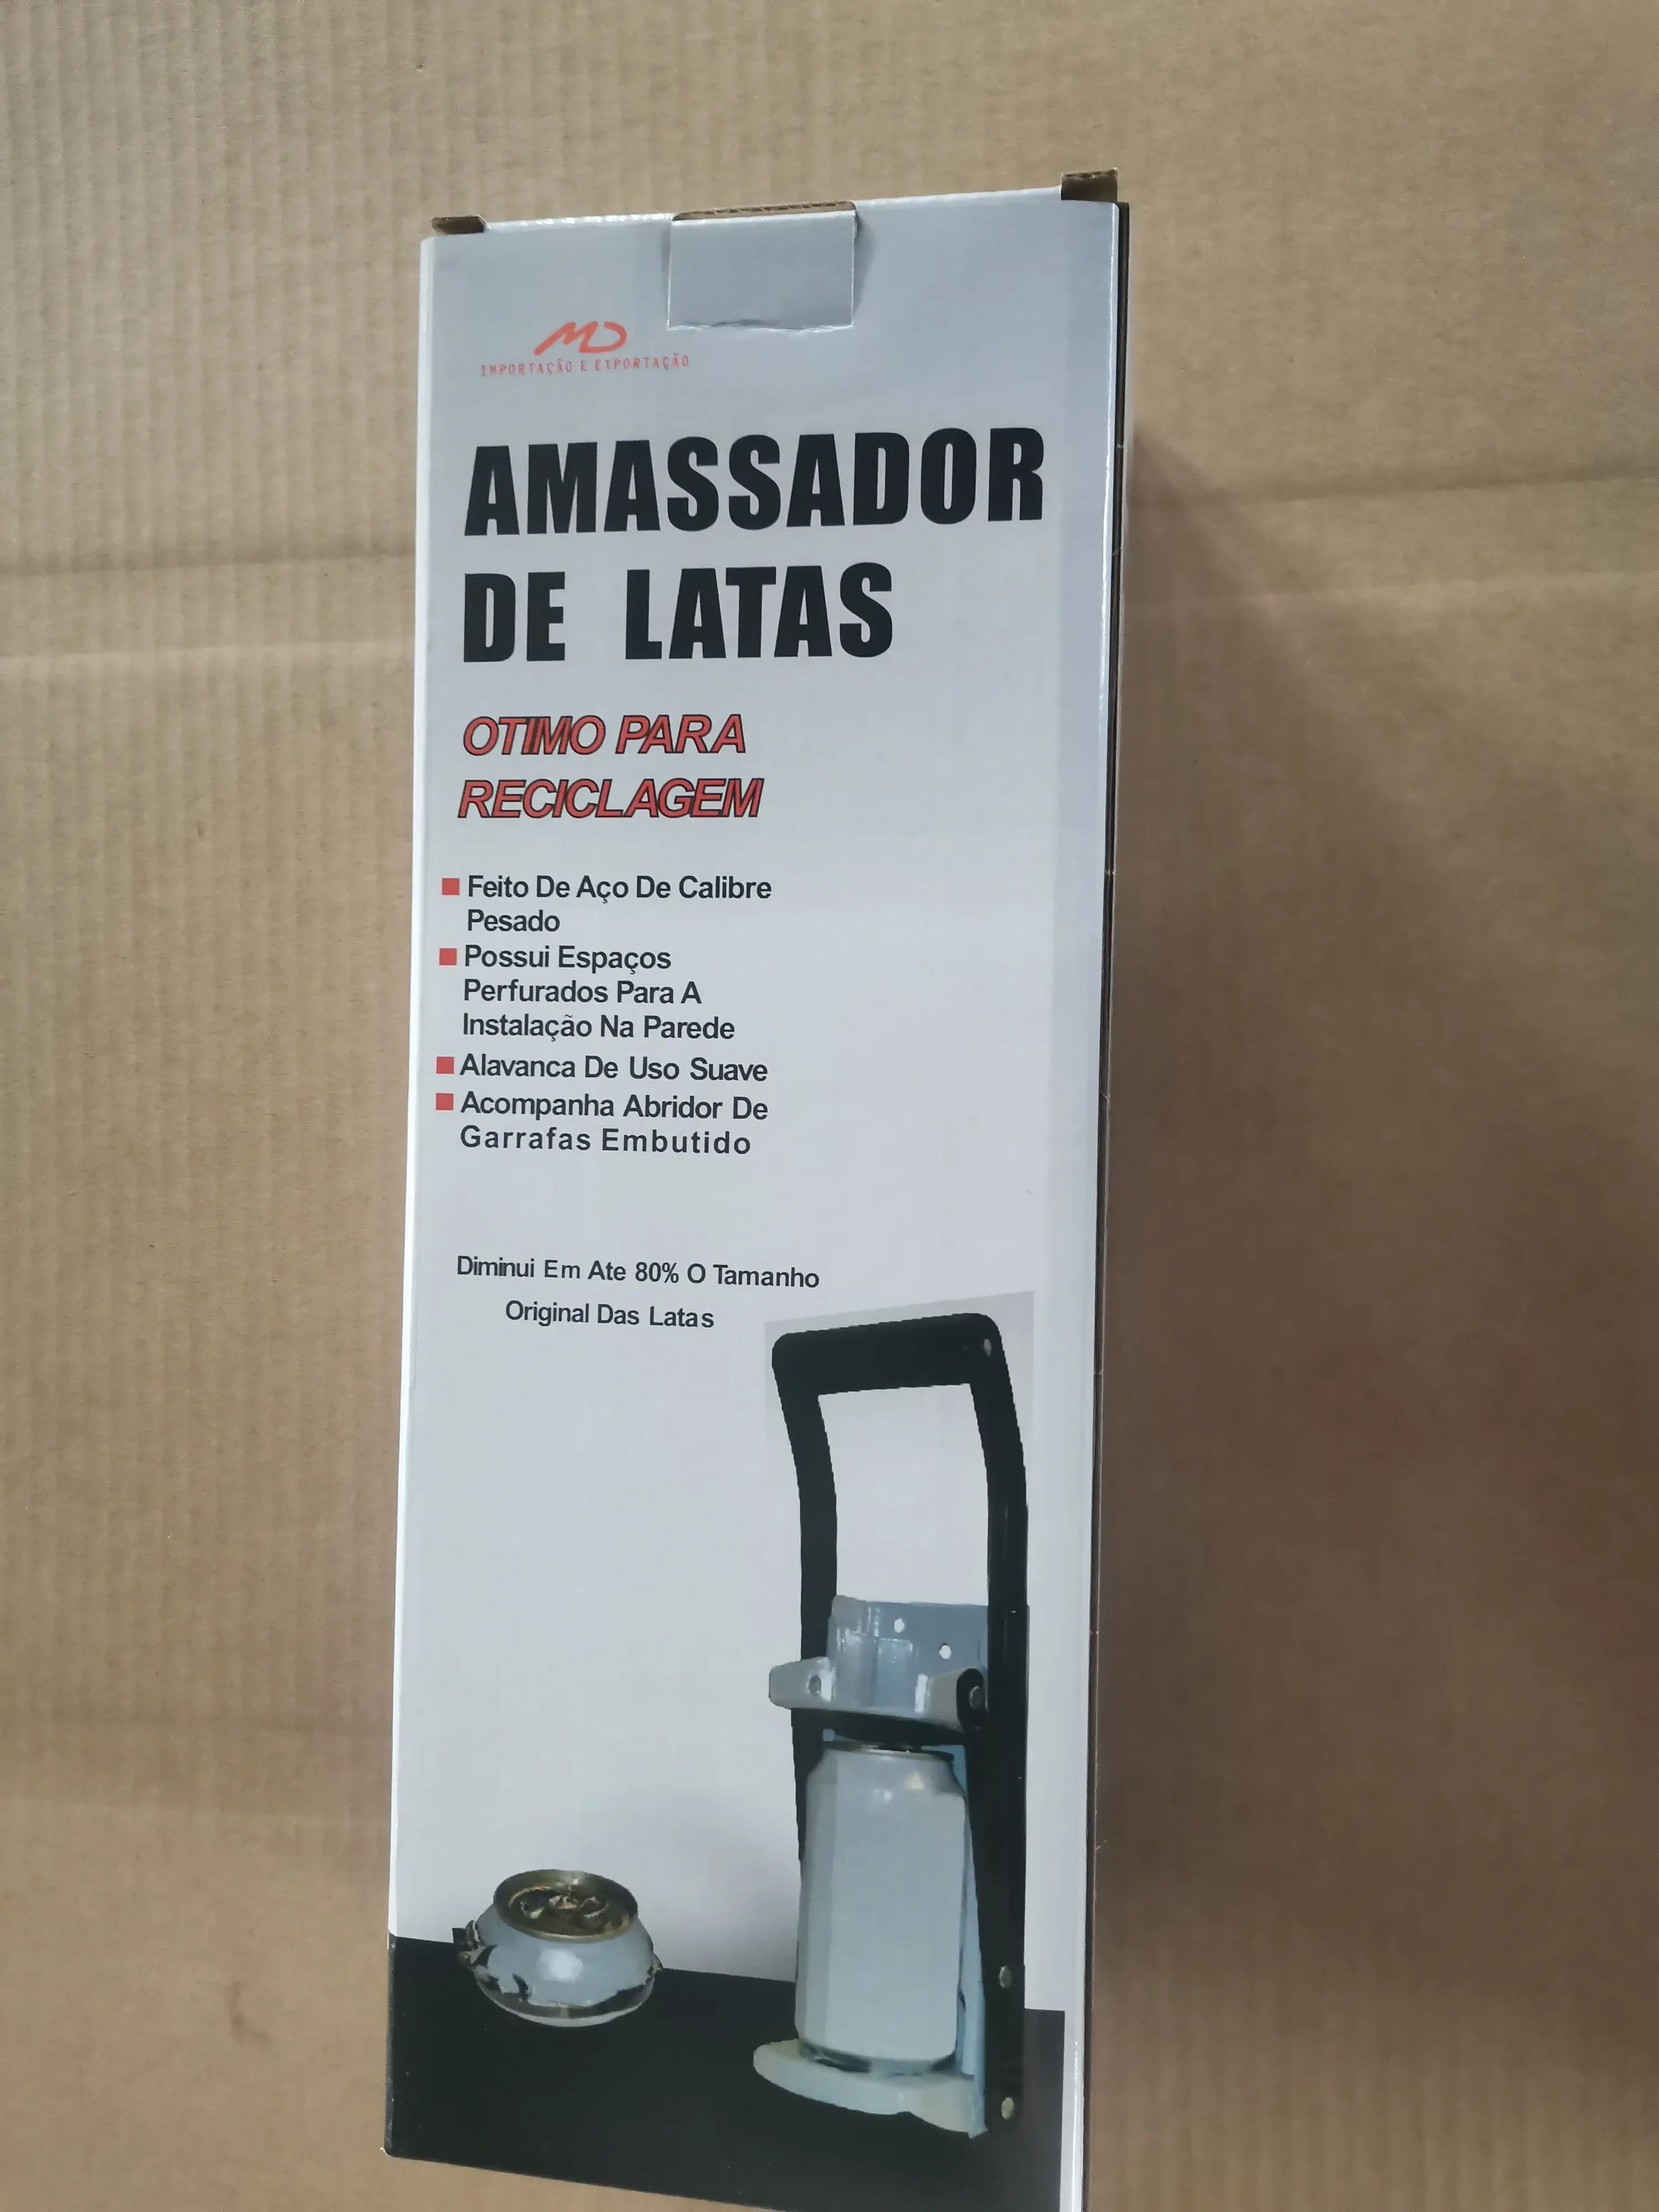 MD
IMPORTAÇÃO E EXPORTAÇÃO
AMASSADOR
DE LATAS
OTIMO PARA
RECICLAGEM
Feito De Aço De Calibre
Pesado
Possui Espaços
Perfurados Para A
Instalação Na Parede
Alavanca De Uso Suave
Acompanha Abridor De
Garrafas Embutido
Diminui Em Ate 80% O Tamanho
Original Das Latas